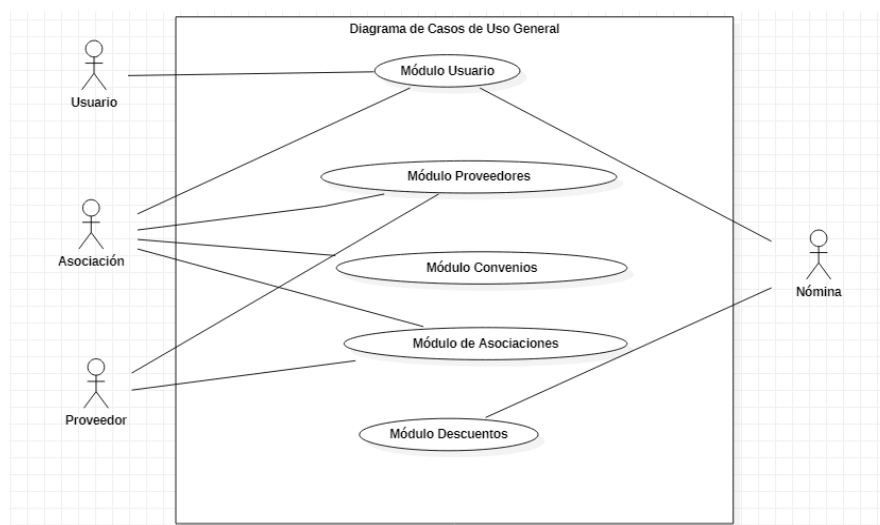 Diagrama de Casos de Uso General
Módulo Usuario
Usuario
Módulo Proveedores
Asociación
Módulo Convenios
Nómina
Módulo de Asociaciones
Proveedor
Módulo Descuentos